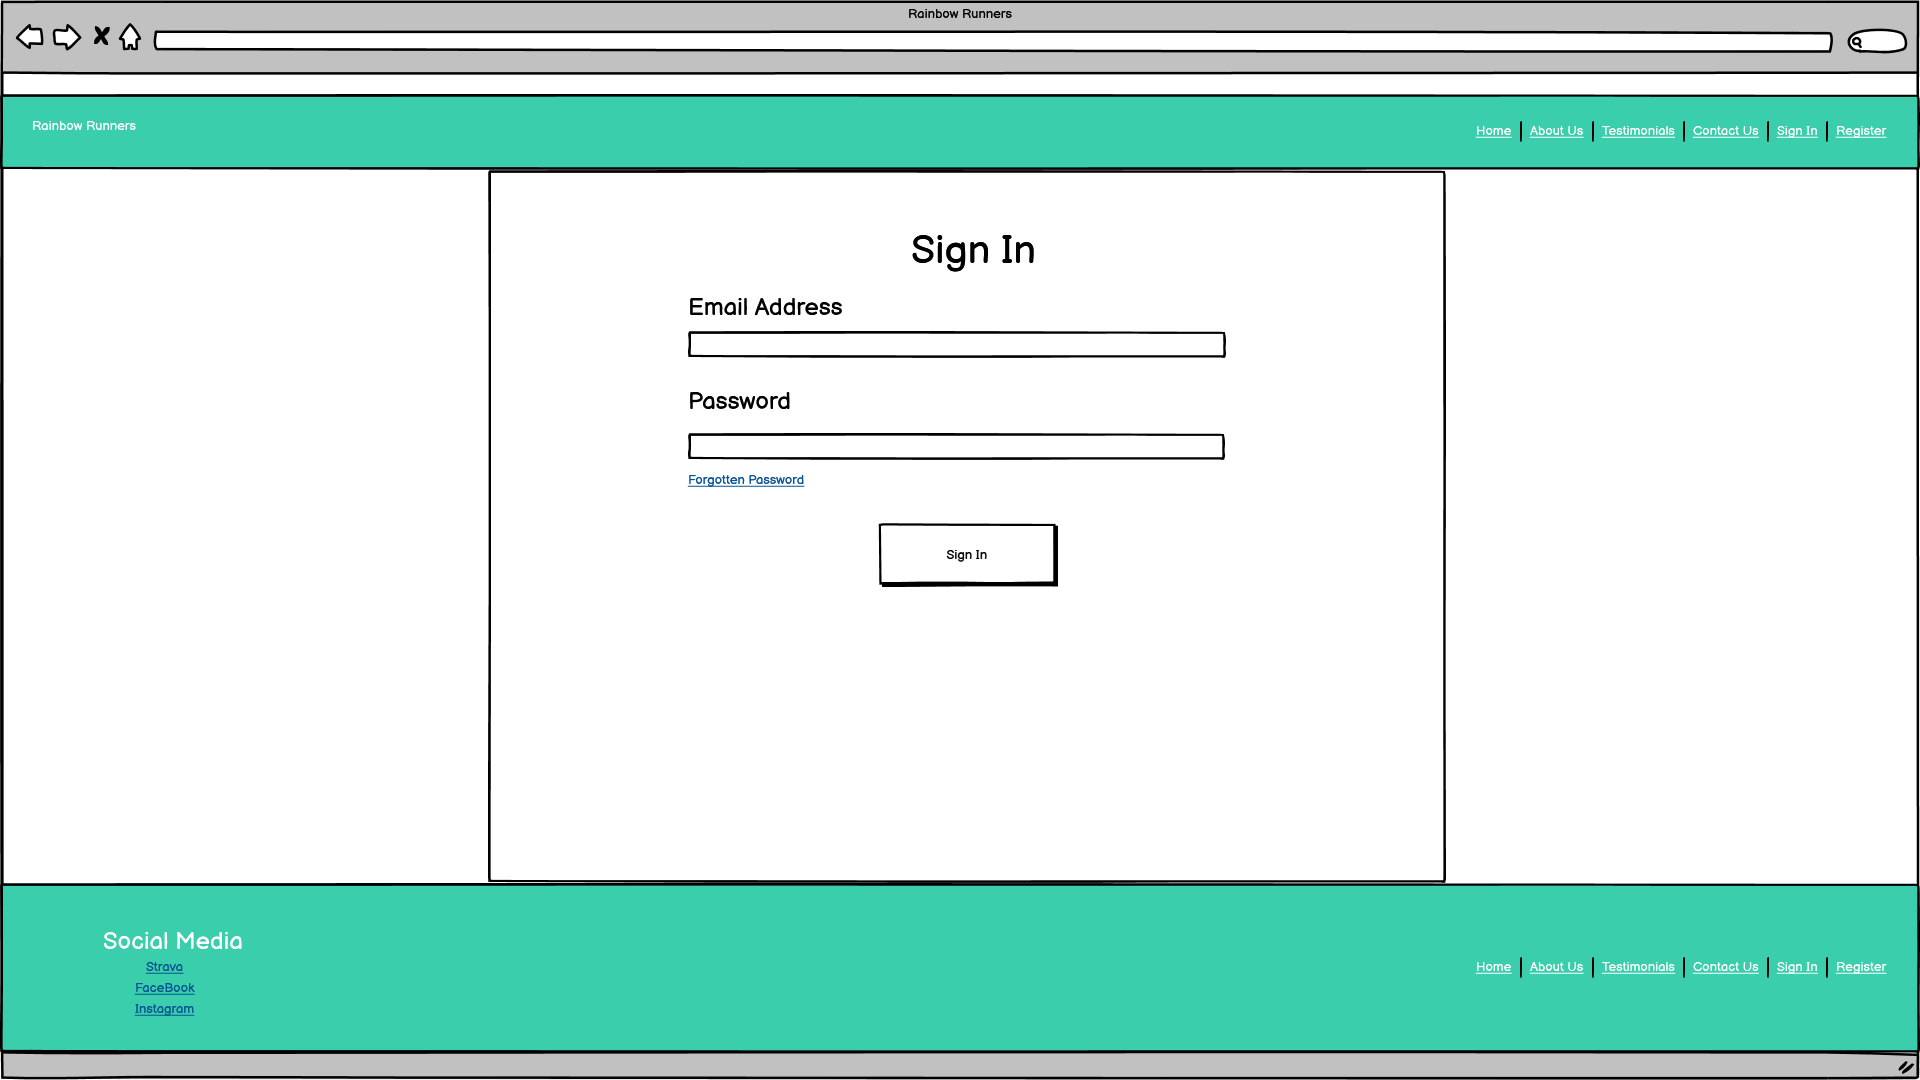 Rainbow Runners
Rainbow Runners
Home About Us Testimonials Contact Us Sign In Register
Sign In
Email Address
Password
Forgotten Password
Sign In
Social Media
Strava
FaceBook
Instagram
Home About Us Testimonials Contact Us Sign In Register